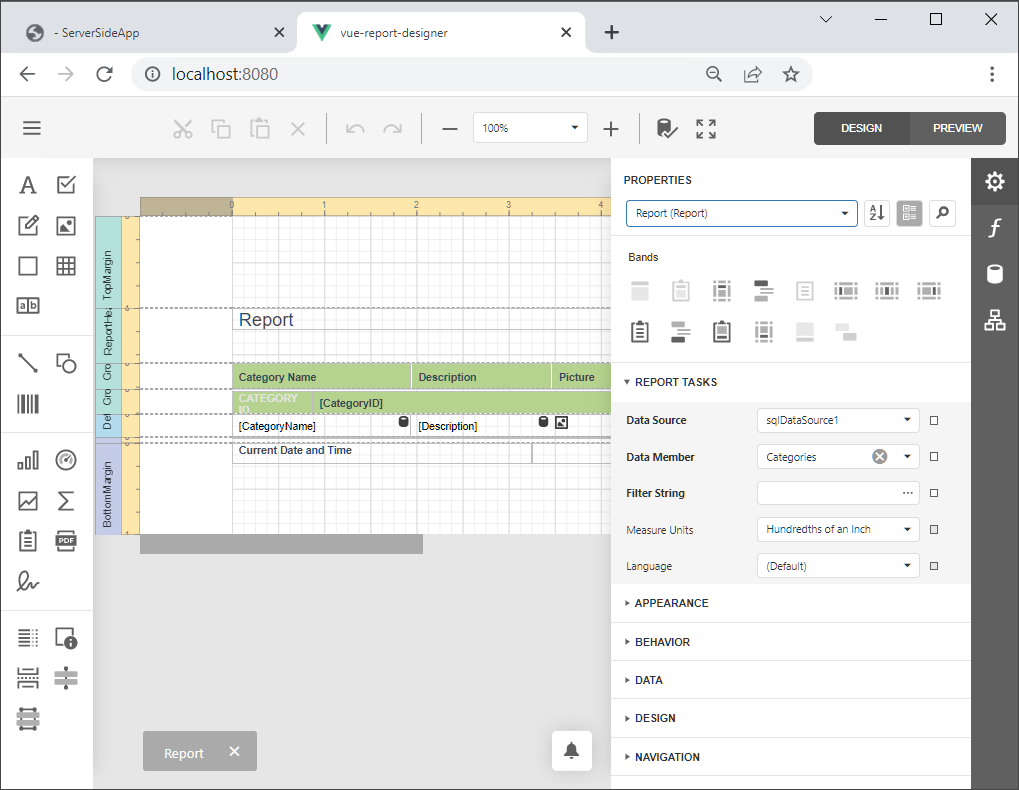 - ServerSideApp
vue-report-designer
localhost:8080
100%
DESIGN
PREVIEW
A
ab
PDF
0 1 2 3 4
TopMargin
ReportHe
Gro
Gro
Det
BottomMargin
Report
Category Name Description Picture
CATEGORY
ID
[CategoryID]
[CategoryName] [Description]
Current Date and Time
Report
PROPERTIES
Report (Report)
AZ
Bands
REPORT TASKS
Data Source sqlDataSource1
Data Member Categories
Filter String ...
Measure Units Hundredths of an Inch
Language (Default)
APPEARANCE
BEHAVIOR
DATA
DESIGN
NAVIGATION
f